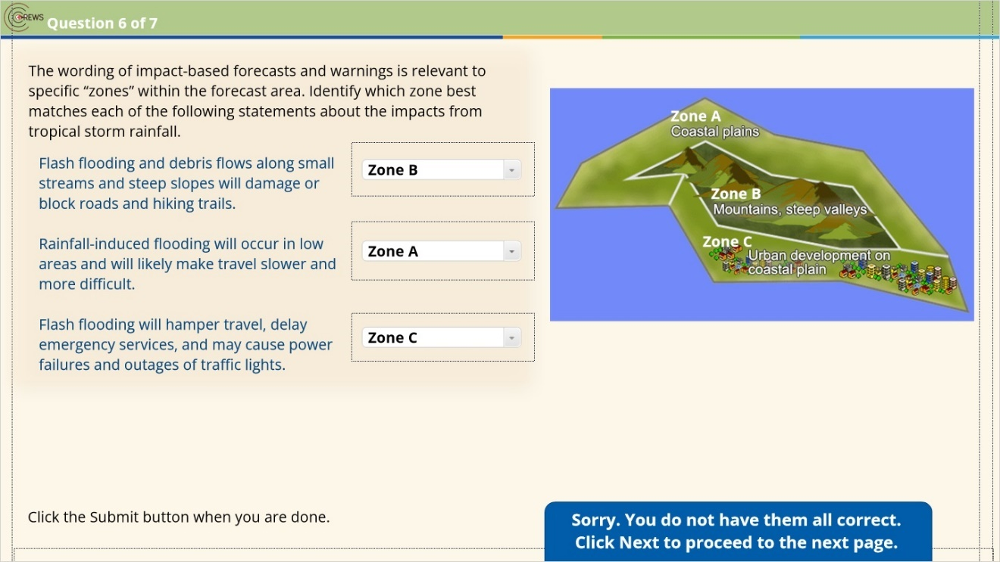 CREWS
Question 6 of 7
The wording of impact-based forecasts and warnings is relevant to
specific “zones” within the forecast area. Identify which zone best
matches each of the following statements about the impacts from
tropical storm rainfall.
Flash flooding and debris flows along small
streams and steep slopes will damage or
block roads and hiking trails.
Zone B
Rainfall-induced flooding will occur in low
areas and will likely make travel slower and
more difficult.
Zone A
Flash flooding will hamper travel, delay
emergency services, and may cause power
failures and outages of traffic lights.
Zone C
Zone A
Coastal plains
Zone B
Mountains, steep valleys
Zone C
Urban development on
coastal plain
Click the Submit button when you are done.
Sorry. You do not have them all correct.
Click Next to proceed to the next page.